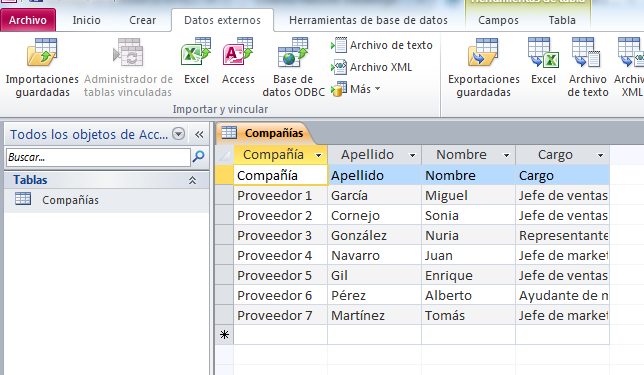 Herramientas de tabla
Archivo Inicio Crear Datos externos Herramientas de base de datos Campos Tabla
Importaciones guardadas
Administrador de tablas vinculadas
Excel
Access
Base de datos ODBC
Archivo de texto
Archivo XML
Más
Importar y vincular
Exportaciones guardadas
Excel
Archivo de texto
Archivo XML
Todos los objetos de Acc...
Buscar...
Tablas
Compañías
Compañías
Compañía Apellido Nombre Cargo
Compañía Apellido Nombre Cargo
Proveedor 1 García Miguel Jefe de ventas
Proveedor 2 Cornejo Sonia Jefe de ventas
Proveedor 3 González Nuria Representante
Proveedor 4 Navarro Juan Jefe de market
Proveedor 5 Gil Enrique Jefe de ventas
Proveedor 6 Pérez Alberto Ayudante de m
Proveedor 7 Martínez Tomás Jefe de market